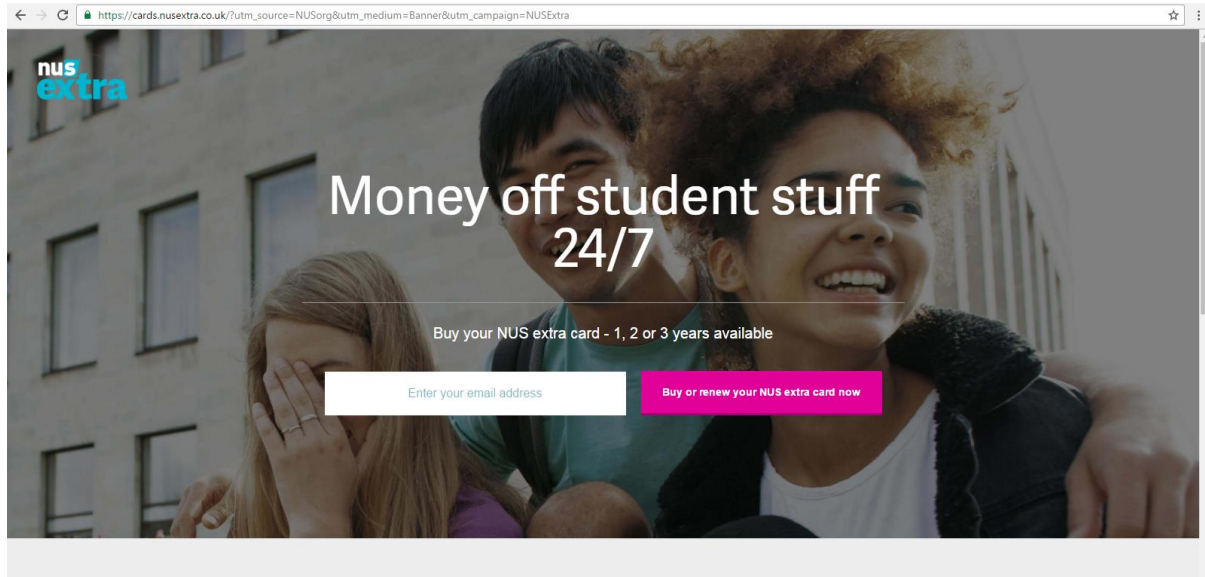 https://cards.nusextra.co.uk/?utm_source=NUSorg&utm_medium=Banner&utm_campaign=NUSExtra
nus
extra
Money off student stuff
24/7
Buy your NUS extra card - 1, 2 or 3 years available
Enter your email address
Buy or renew your NUS extra card now